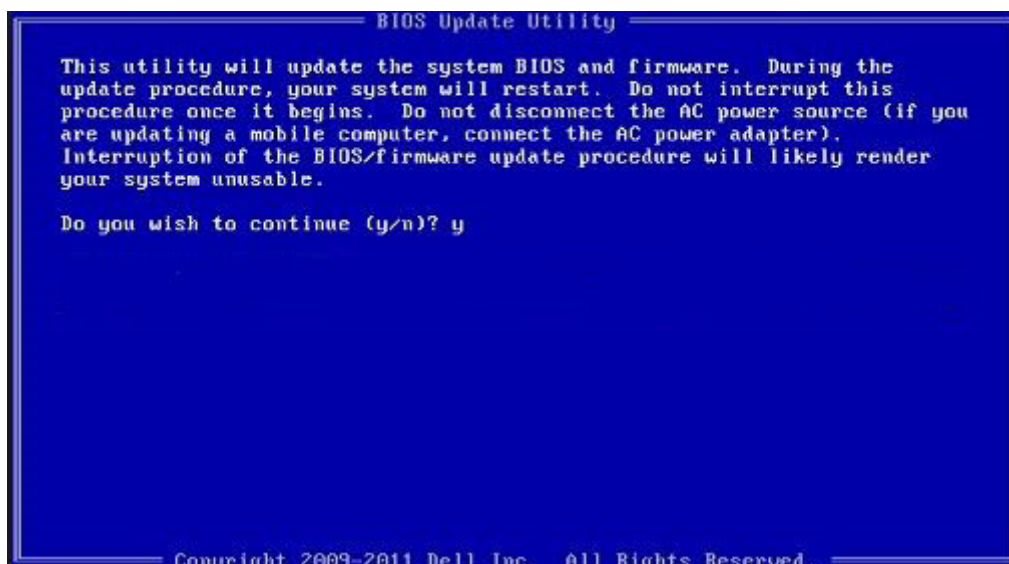 BIOS Update Utility
This utility will update the system BIOS and firmware.  During the
update procedure, your system will restart.  Do not interrupt this
procedure once it begins.  Do not disconnect the AC power source (if you
are updating a mobile computer, connect the AC power adapter).
Interruption of the BIOS/firmware update procedure will likely render
your system unusable.
Do you wish to continue (y/n)? y
Copyright 2009-2011 Dell Inc.  All Rights Reserved.